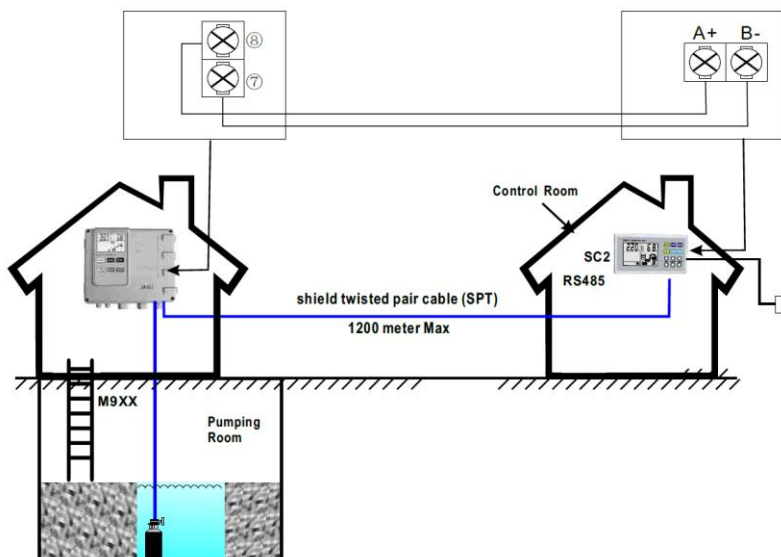 ⑧
⑦
A+ B-
Control Room
SC2
RS485
shield twisted pair cable (SPT)
1200 meter Max
M9XX
Pumping
Room